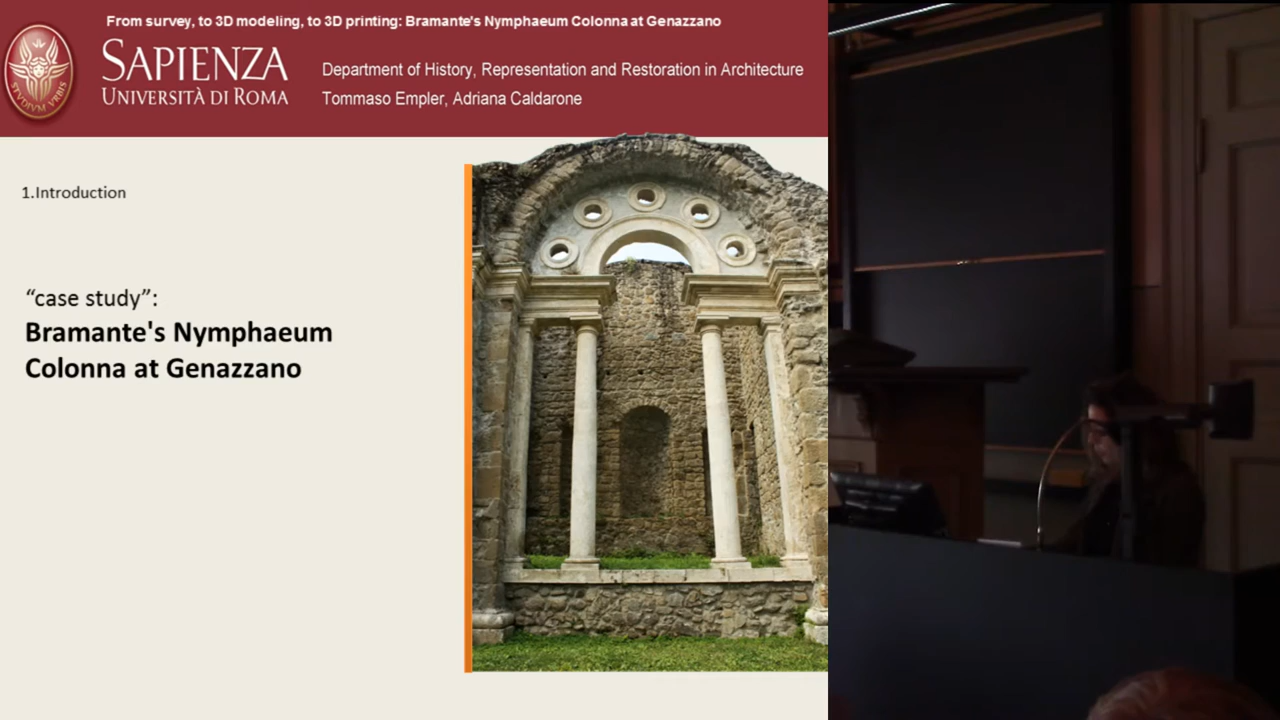 From survey, to 3D modeling, to 3D printing: Bramante's Nymphaeum Colonna at Genazzano
SAPIENZA
UNIVERSITÀ DI ROMA
STUDIUM URBIS
Department of History, Representation and Restoration in Architecture
Tommaso Empler, Adriana Caldarone
1.Introduction
“case study”:
Bramante's Nymphaeum
Colonna at Genazzano